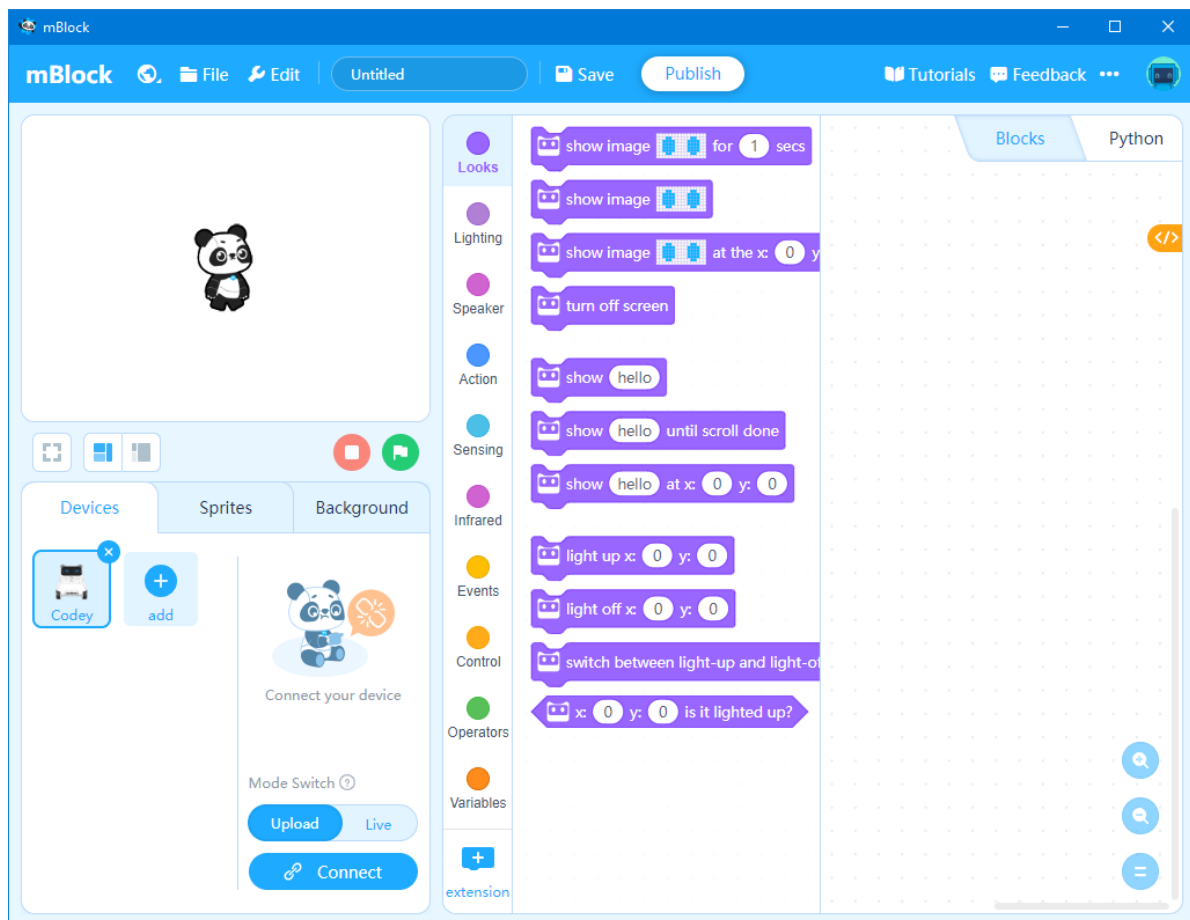 mBlock
mBlock File Edit Untitled Save Publish Tutorials Feedback •••
Looks
Lighting
Speaker
Action
Sensing
Infrared
Events
Control
Operators
Variables
extension
show image for 1 secs
show image
show image at the x: 0 y
turn off screen
show hello
show hello until scroll done
show hello at x: 0 y: 0
light up x: 0 y: 0
light off x: 0 y: 0
switch between light-up and light-of
x: 0 y: 0 is it lighted up?
Blocks Python
</>
Devices Sprites Background
Codey
add
Connect your device
Mode Switch ?
Upload Live
Connect